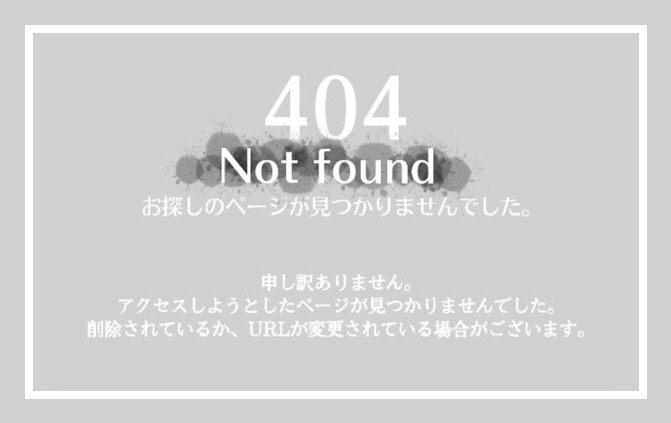 404
Not found
お探しのページが見つかりませんでした。
申し訳ありません。
アクセスしようとしたページが見つかりませんでした。
削除されているか、URLが変更されている場合がございます。